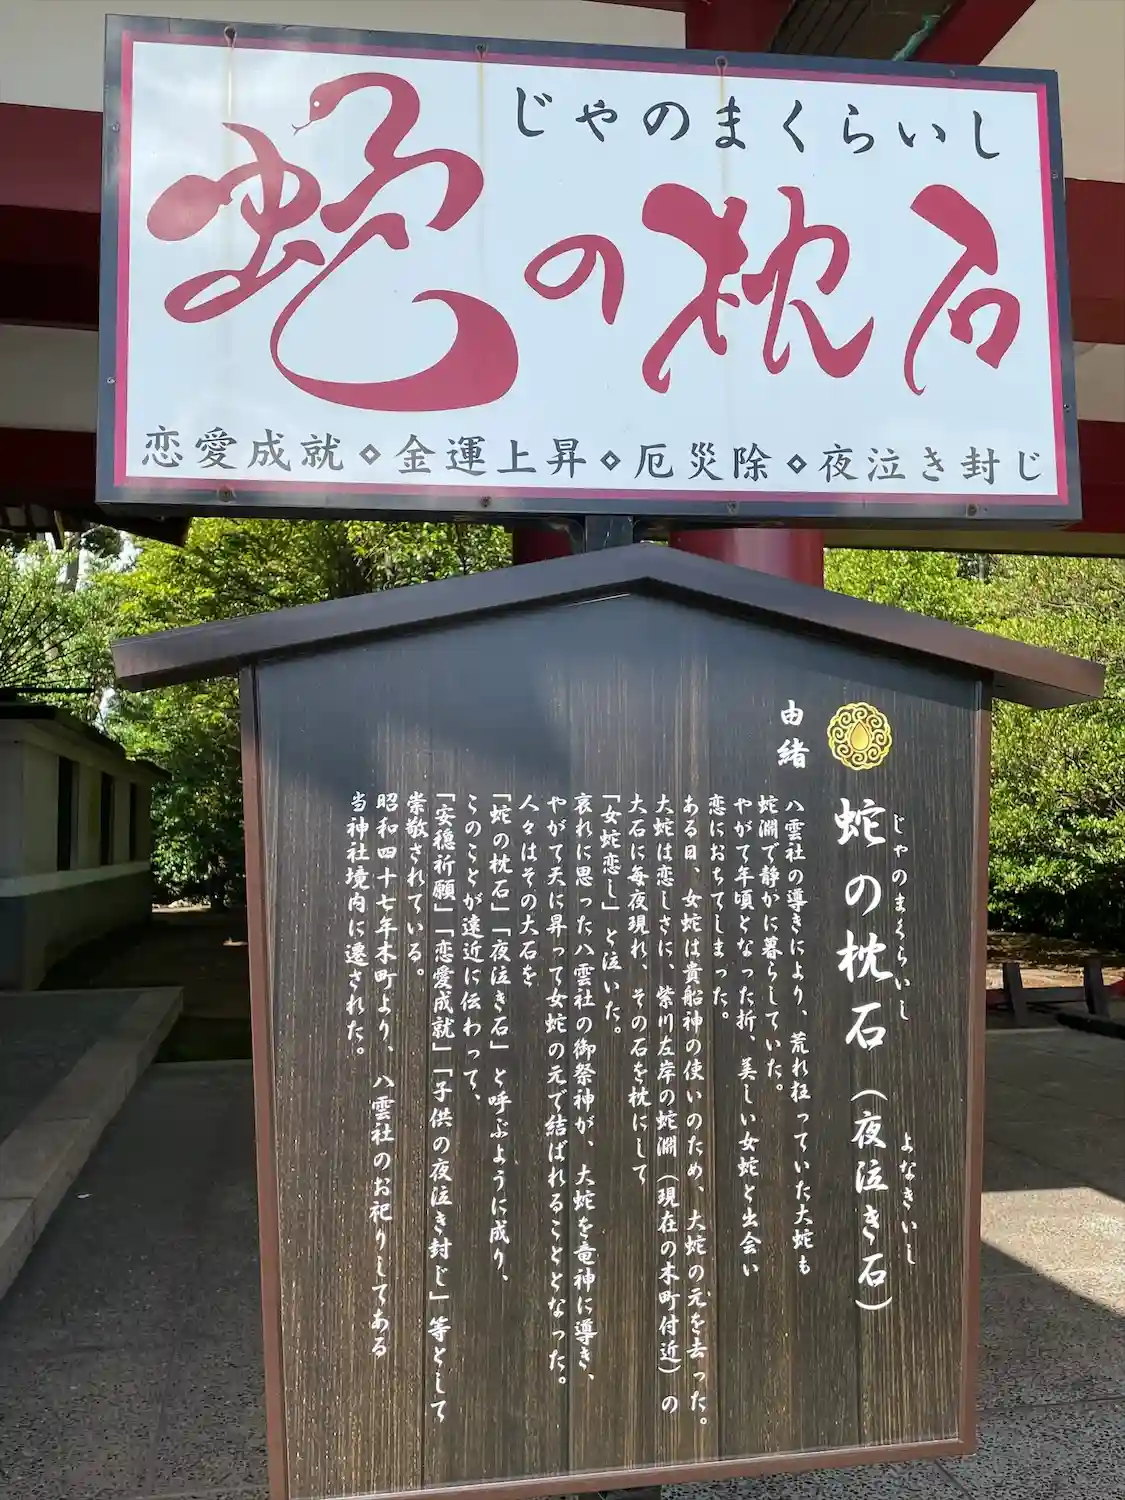 じゃのまくらいし
蛇の枕石
恋愛成就◇金運上昇◇厄災除◇夜泣き封じ
由緒
蛇の枕石（夜泣き石）
じゃのまくらいし
よなきいし
八雲社の導きにより、荒れ狂っていた大蛇も
蛇淵で静かに暮らしていた。
やがて年頃となった折、美しい女蛇と出会い
恋におちてしまった。
ある日、女蛇は貴船神の使いのため、大蛇の元を去った。
大蛇は恋しさに、紫川左岸の蛇淵（現在の木町付近）の
大石に毎夜現れ、その石を枕にして
「女蛇恋し」と泣いた。
哀れに思った八雲社の御祭神が、大蛇を竜神に導き、
やがて天に昇って女蛇の元で結ばれることとなった。
人々はその大石を
「蛇の枕石」「夜泣き石」と呼ぶように成り、
らのことが遠近に伝わって、
「安穏祈願」「恋愛成就」「子供の夜泣き封じ」等として
崇敬されている。
昭和四十七年木町より、八雲社のお祀りしてある
当神社境内に遷された。